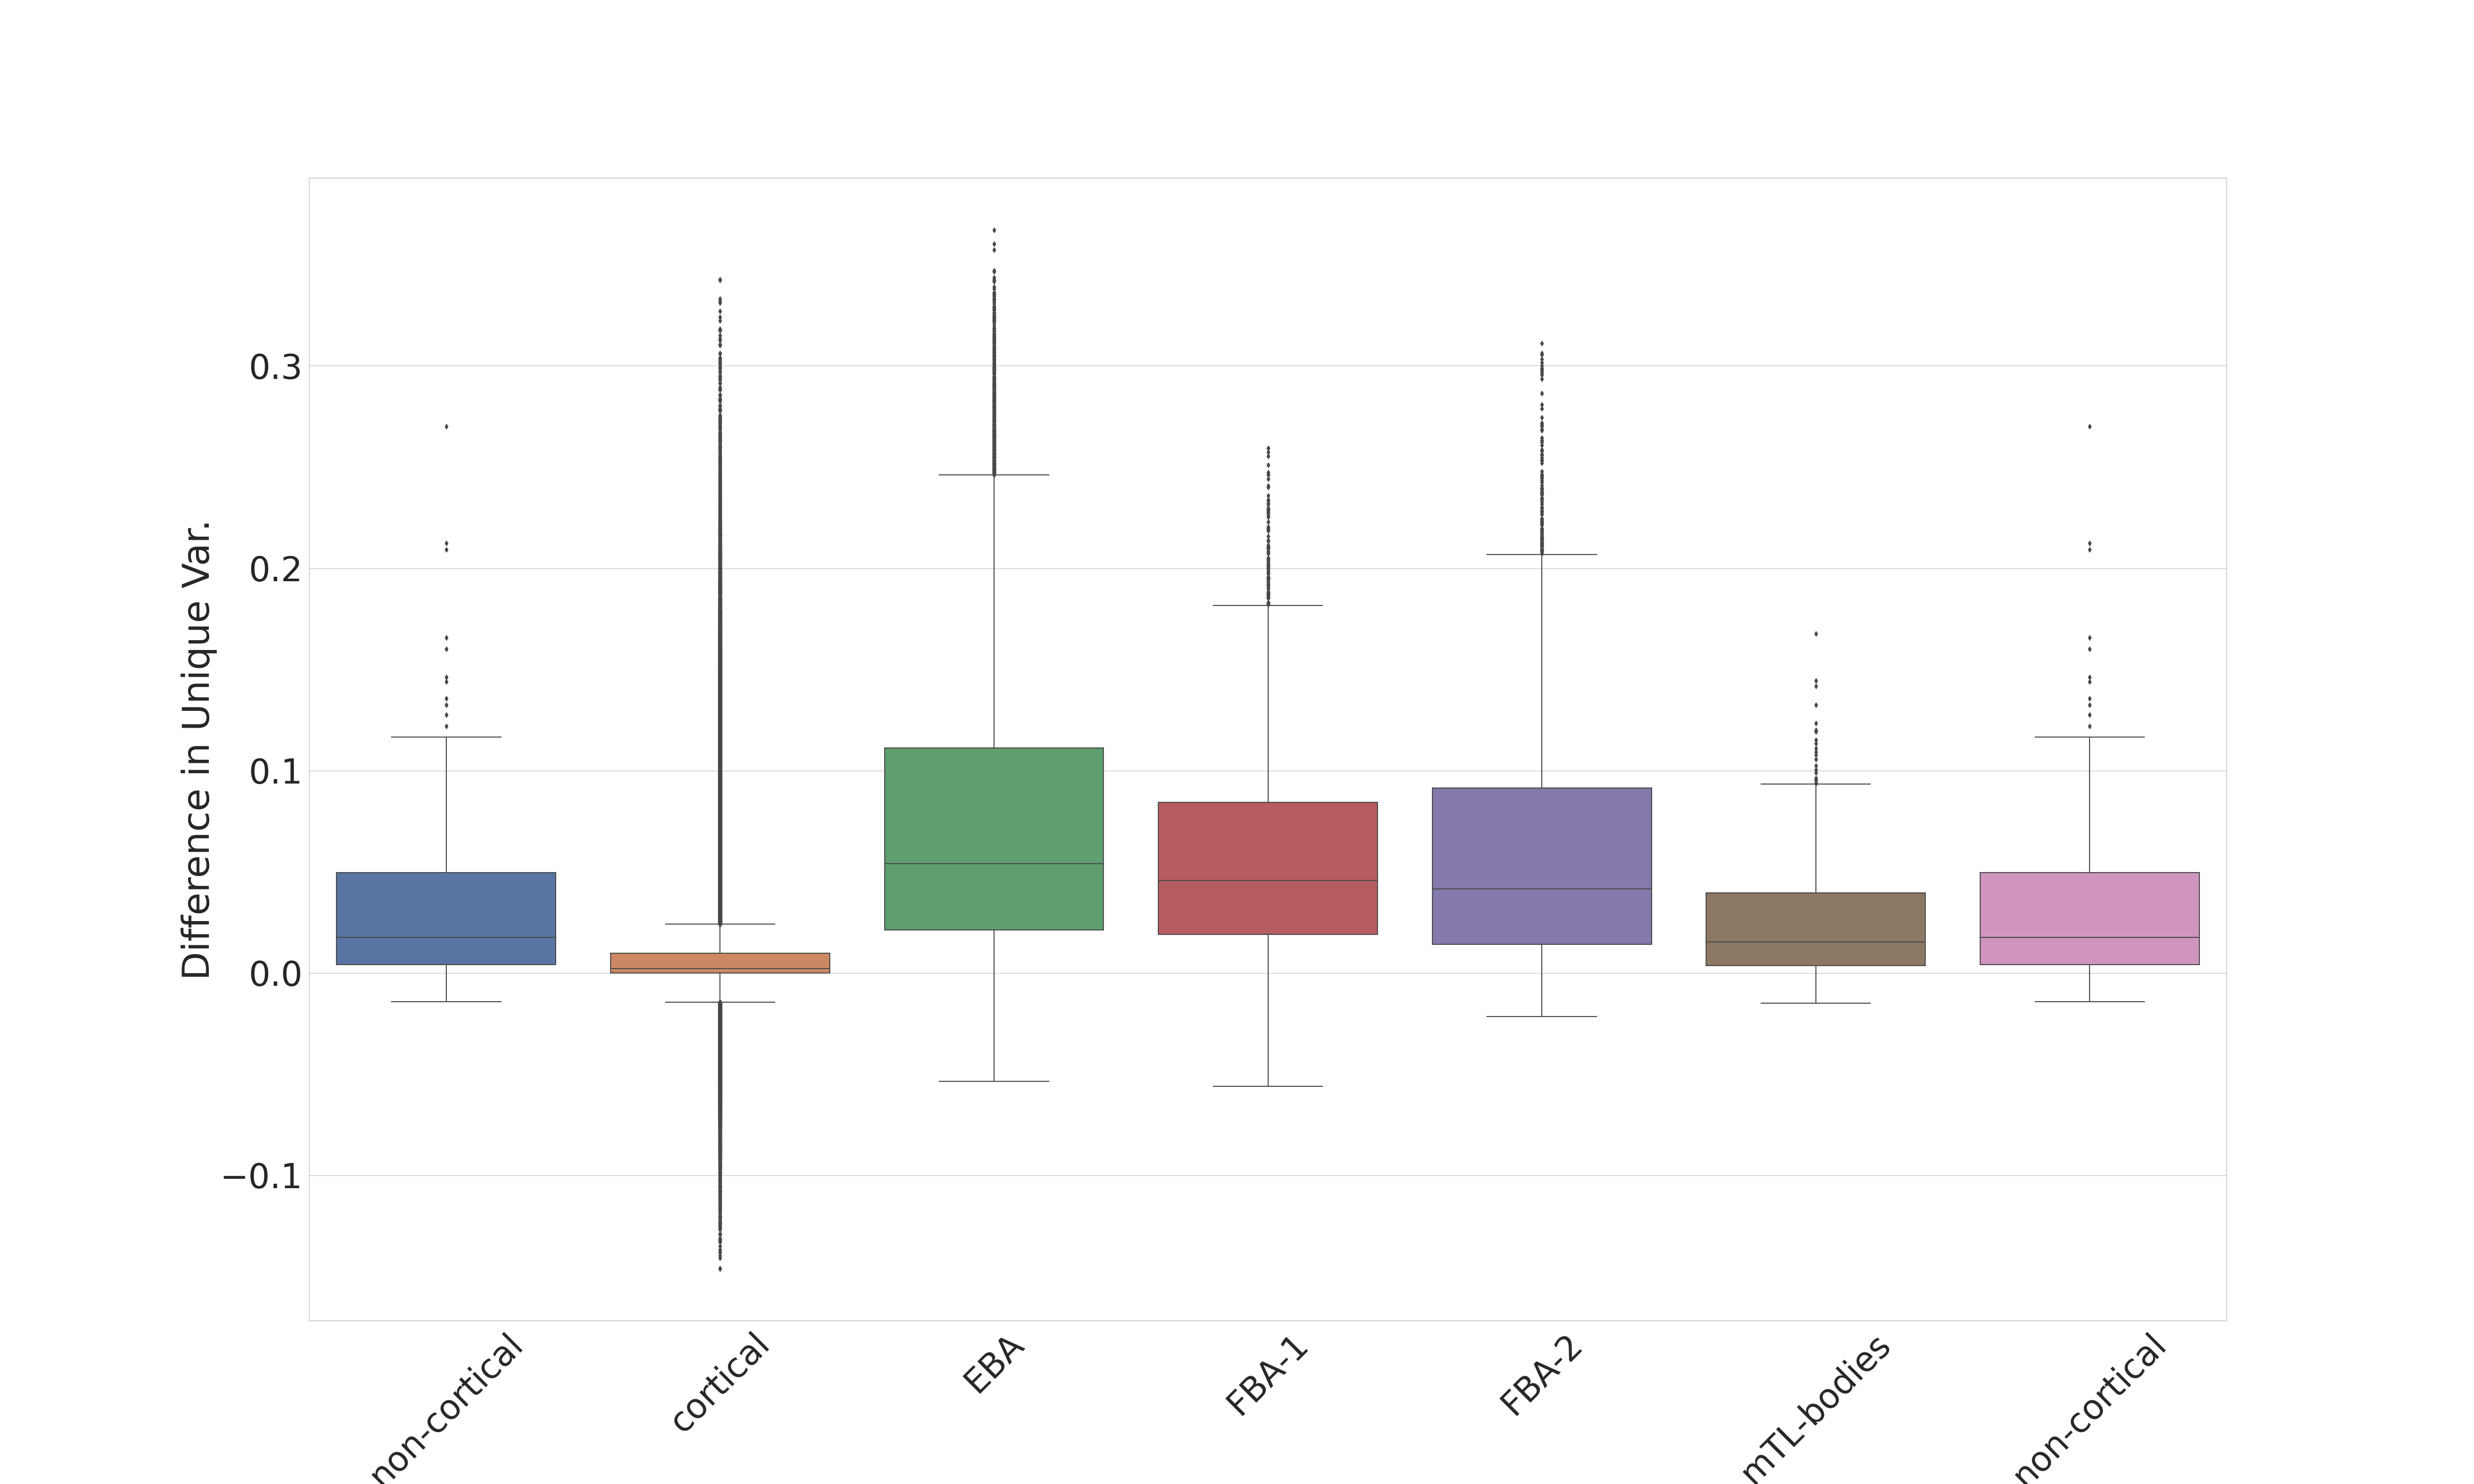 Difference in Unique Var.
0.3
0.2
0.1
0.0
−0.1
non-cortical
cortical
EBA
FBA-1
FBA-2
mTL-bodies
non-cortical